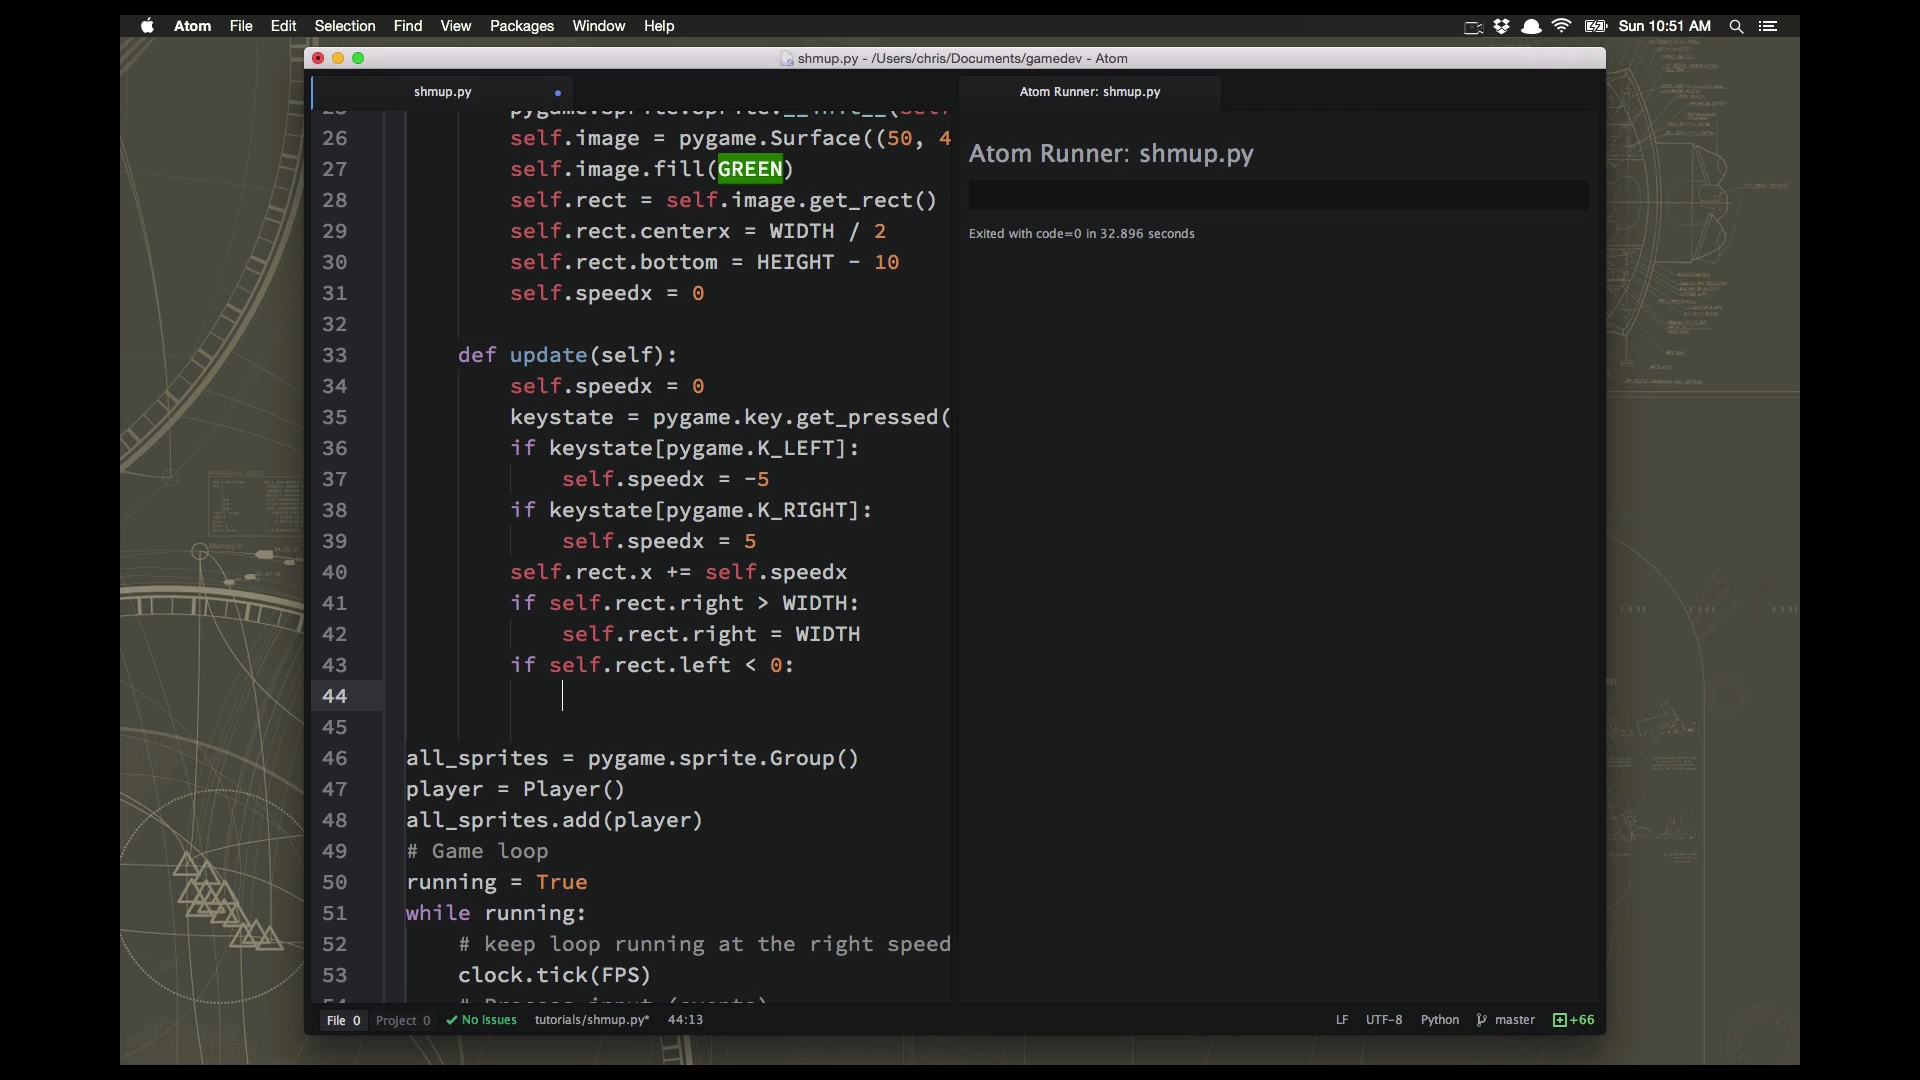 Atom File Edit Selection Find View Packages Window Help Sun 10:51 AM
shmup.py - /Users/chris/Documents/gamedev - Atom
shmup.py
Atom Runner: shmup.py
26 self.image = pygame.Surface((50, 4
27 self.image.fill(GREEN)
28 self.rect = self.image.get_rect()
29 self.rect.centerx = WIDTH / 2
30 self.rect.bottom = HEIGHT - 10
31 self.speedx = 0
32
33 def update(self):
34 self.speedx = 0
35 keystate = pygame.key.get_pressed(
36 if keystate[pygame.K_LEFT]:
37 self.speedx = -5
38 if keystate[pygame.K_RIGHT]:
39 self.speedx = 5
40 self.rect.x += self.speedx
41 if self.rect.right > WIDTH:
42 self.rect.right = WIDTH
43 if self.rect.left < 0:
44
45
46 all_sprites = pygame.sprite.Group()
47 player = Player()
48 all_sprites.add(player)
49 # Game loop
50 running = True
51 while running:
52 # keep loop running at the right speed
53 clock.tick(FPS)
Atom Runner: shmup.py
Exited with code=0 in 32.896 seconds
File 0 Project 0 No Issues tutorials/shmup.py* 44:13 LF UTF-8 Python master +66